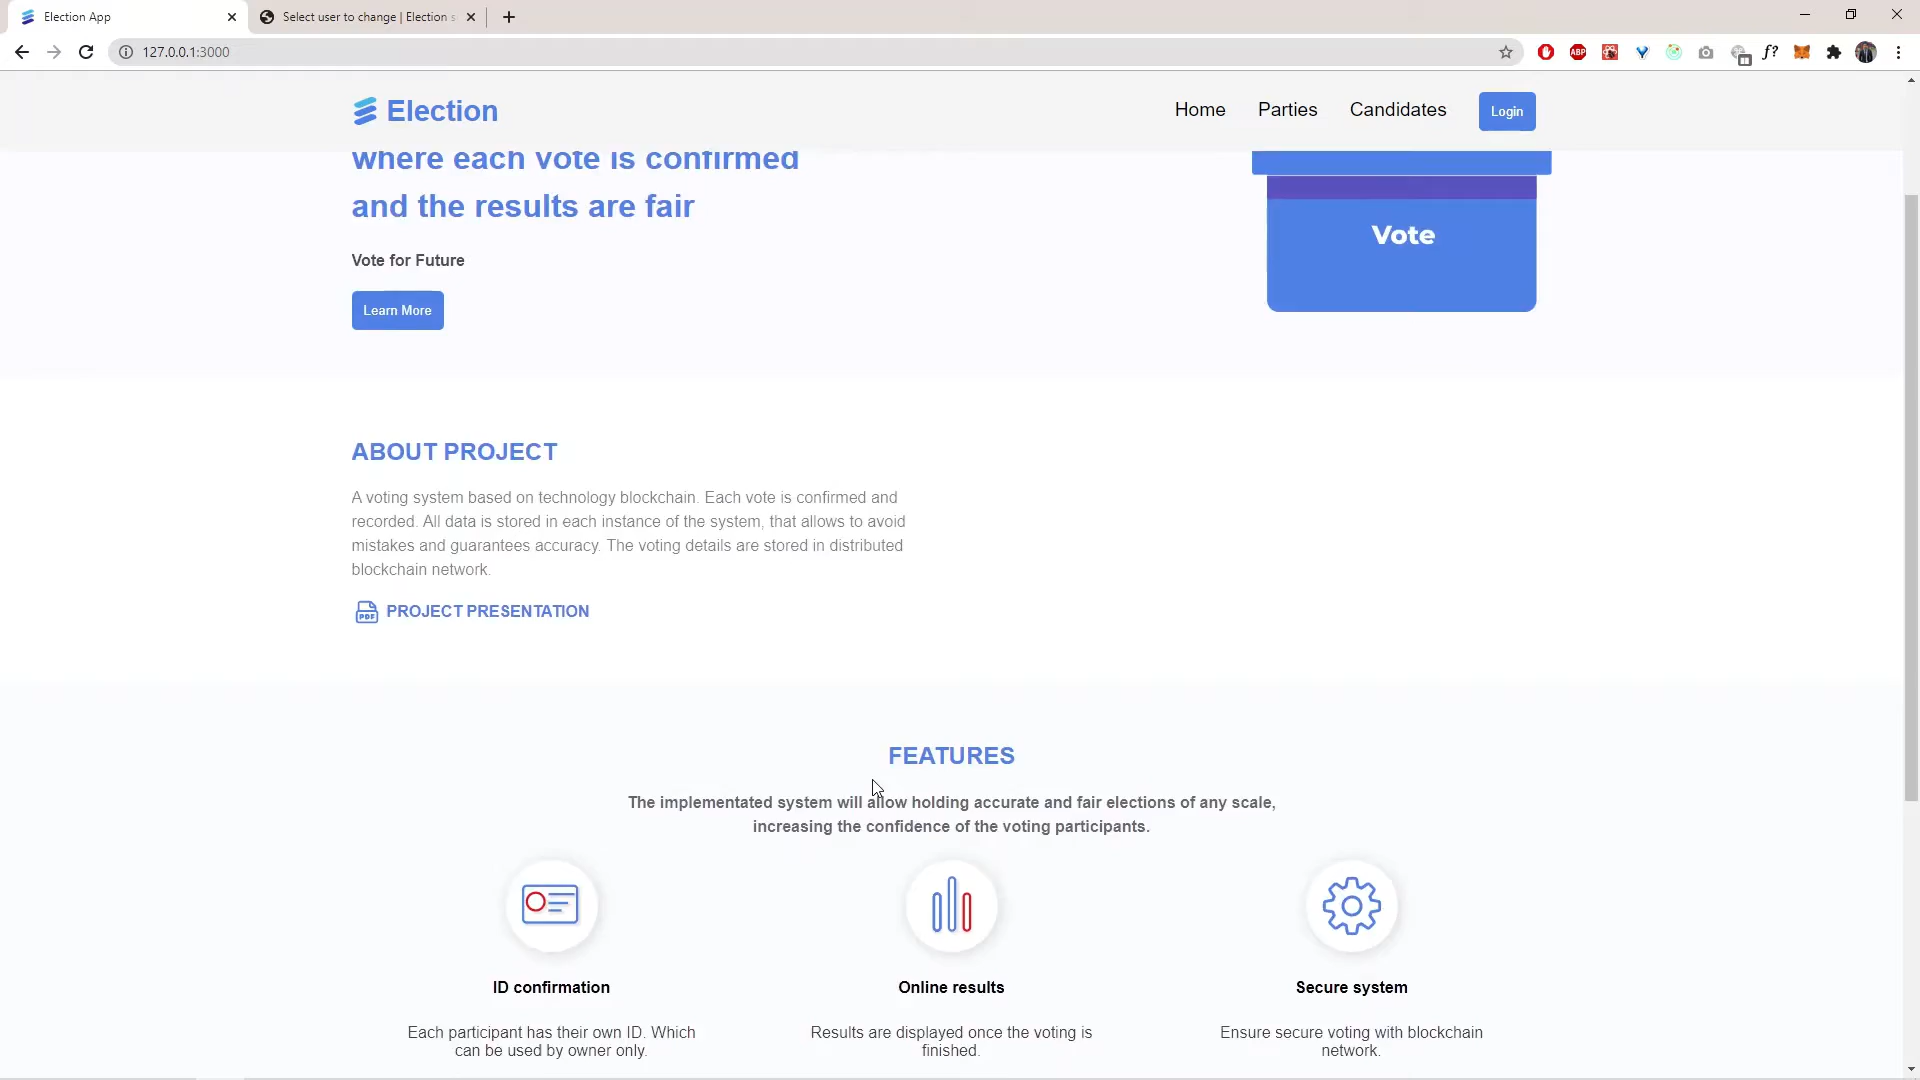 Election App
Select user to change | Election s
127.0.0.1:3000
ABP
f?
Election
Home
Parties
Candidates
Login
where each vote is confirmed
and the results are fair
Vote
Vote for Future
Learn More
ABOUT PROJECT
A voting system based on technology blockchain. Each vote is confirmed and
recorded. All data is stored in each instance of the system, that allows to avoid
mistakes and guarantees accuracy. The voting details are stored in distributed
blockchain network.
PDF
PROJECT PRESENTATION
FEATURES
The implementated system will allow holding accurate and fair elections of any scale,
increasing the confidence of the voting participants.
ID confirmation
Online results
Secure system
Each participant has their own ID. Which
can be used by owner only.
Results are displayed once the voting is
finished.
Ensure secure voting with blockchain
network.